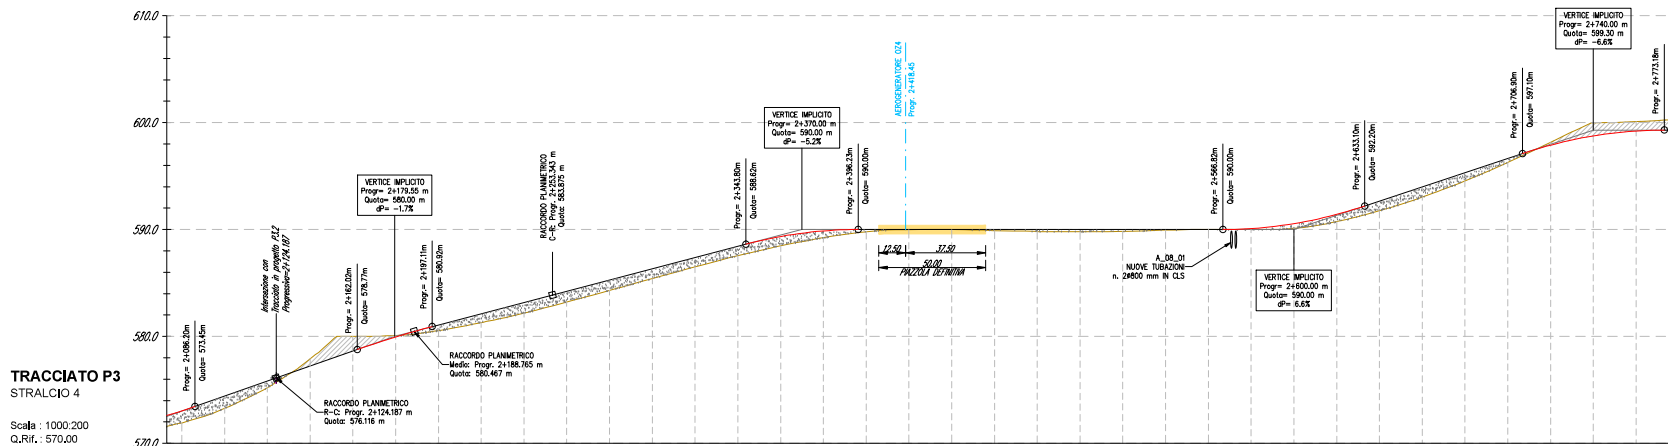 610.0
600.0
590.0
580.0
570.0
TRACCIATO P3
STRALCIO 4
Scala : 1000:200
Q.Rif. : 570.00
Progr.= 2+086.20m
Quota= 573.45m
Intersezione con
Tracciato in progetto P3.2
Progressiva=2+124.187
RACCORDO PLANIMETRICO
R-C: Progr. 2+124.187 m
Quota: 576.116 m
Progr.= 2+162.02m
Quota= 578.77m
VERTICE IMPLICITO
Progr= 2+179.55 m
Quota= 580.00 m
dP= -1.7%
Progr.= 2+197.11m
Quota= 580.92m
RACCORDO PLANIMETRICO
Medio: Progr. 2+188.765 m
Quota: 580.467 m
RACCORDO PLANIMETRICO
C-R: Progr. 2+253.343 m
Quota: 583.875 m
Progr.= 2+343.80m
Quota= 588.62m
VERTICE IMPLICITO
Progr= 2+370.00 m
Quota= 590.00 m
dP= -5.2%
Progr.= 2+396.23m
Quota= 590.00m
AEROGENERATORE OZ4
Progr. 2+418.45
12.50
37.50
50.00
PIAZZOLA DEFINITIVA
A_08_01
NUOVE TUBAZIONI
n. 2Ø800 mm IN CLS
Progr.= 2+566.82m
Quota= 590.00m
VERTICE IMPLICITO
Progr= 2+600.00 m
Quota= 590.00 m
dP= 6.6%
Progr.= 2+633.10m
Quota= 592.20m
Progr.= 2+706.90m
Quota= 597.10m
VERTICE IMPLICITO
Progr= 2+740.00 m
Quota= 599.30 m
dP= -6.6%
Progr.= 2+773.18m